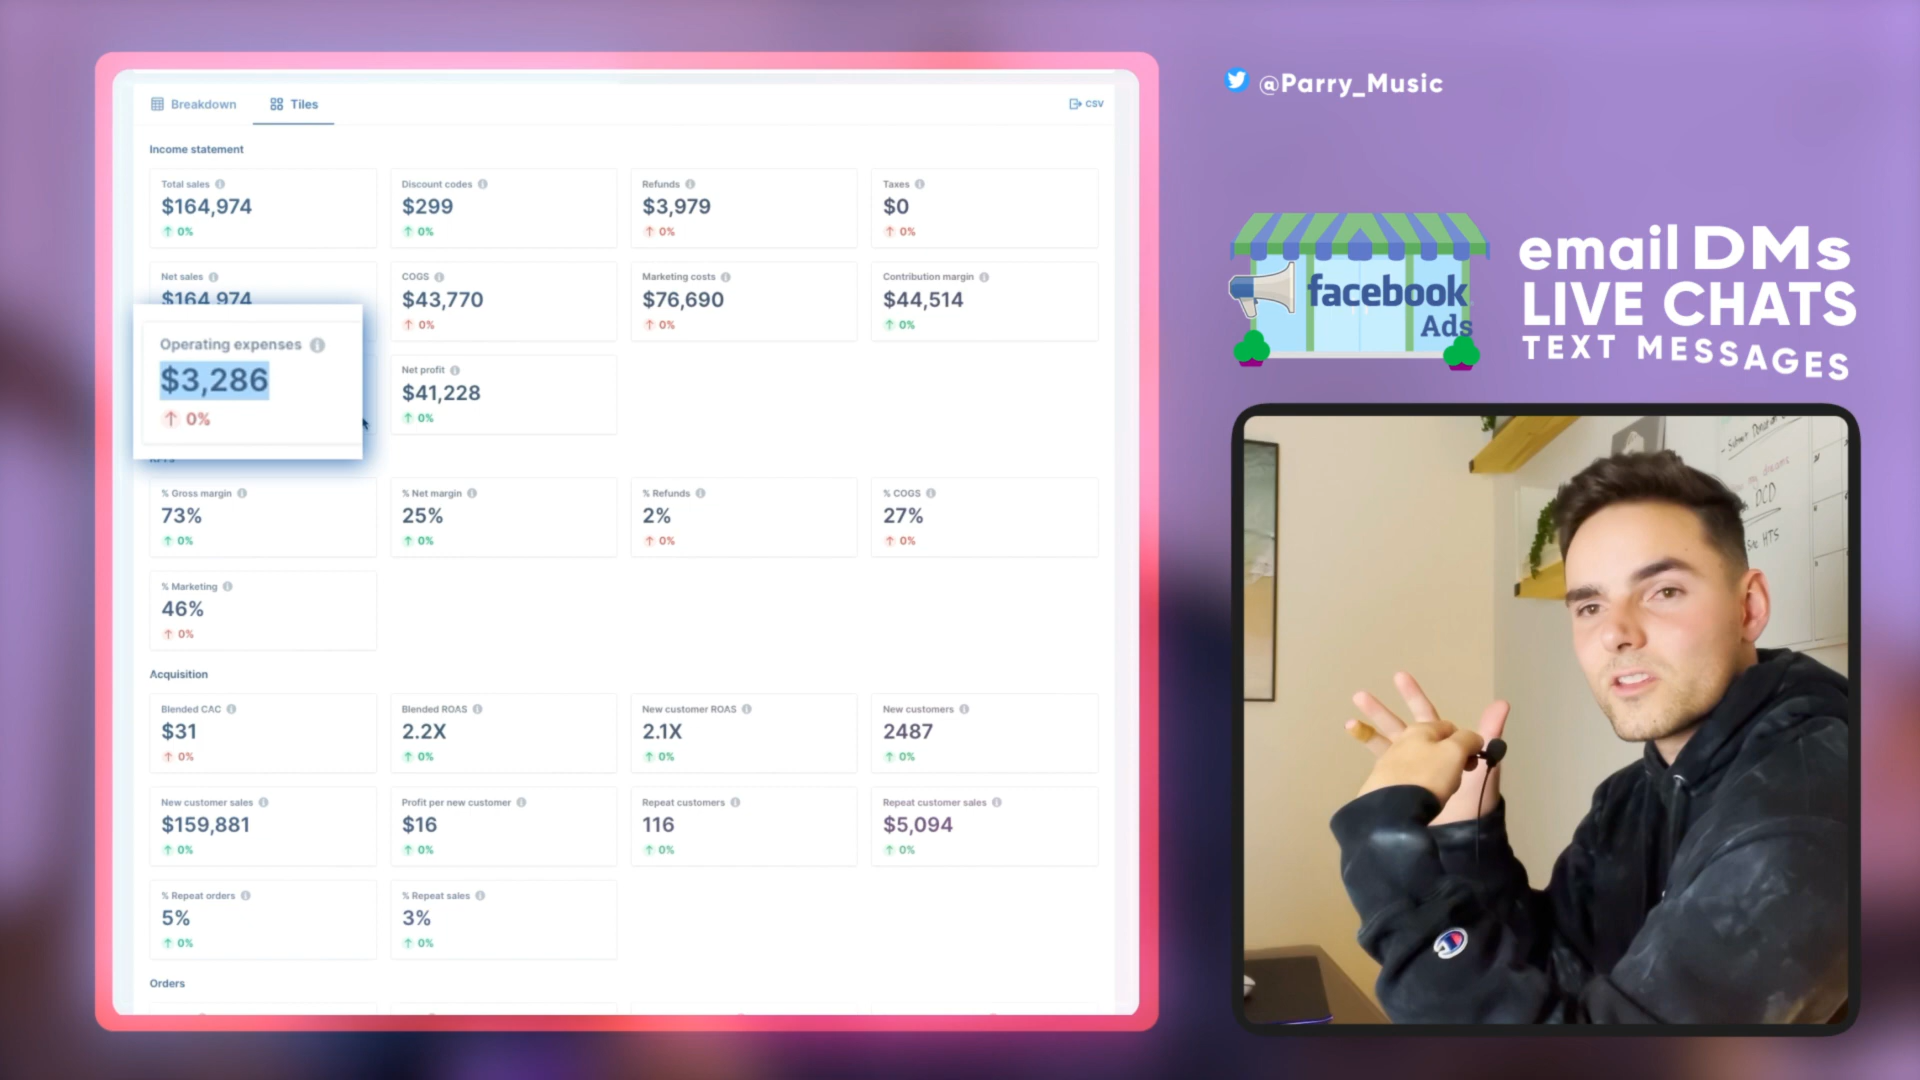 Breakdown
Tiles
CSV
Income statement
Total sales
$164,974
0%
Discount codes
$299
0%
Refunds
$3,979
0%
Taxes
$0
0%
Net sales
$164,974
COGS
$43,770
0%
Marketing costs
$76,690
0%
Contribution margin
$44,514
0%
Operating expenses
$3,286
0%
Net profit
$41,228
0%
% Gross margin
73%
0%
% Net margin
25%
0%
% Refunds
2%
0%
% COGS
27%
0%
% Marketing
46%
0%
Acquisition
Blended CAC
$31
0%
Blended ROAS
2.2X
0%
New customer ROAS
2.1X
0%
New customers
2487
0%
New customer sales
$159,881
0%
Profit per new customer
$16
0%
Repeat customers
116
0%
Repeat customer sales
$5,094
0%
% Repeat orders
5%
0%
% Repeat sales
3%
0%
Orders
@Parry_Music
facebook
Ads
email DMs
LIVE CHATS
TEXT MESSAGES
DCD
HTS